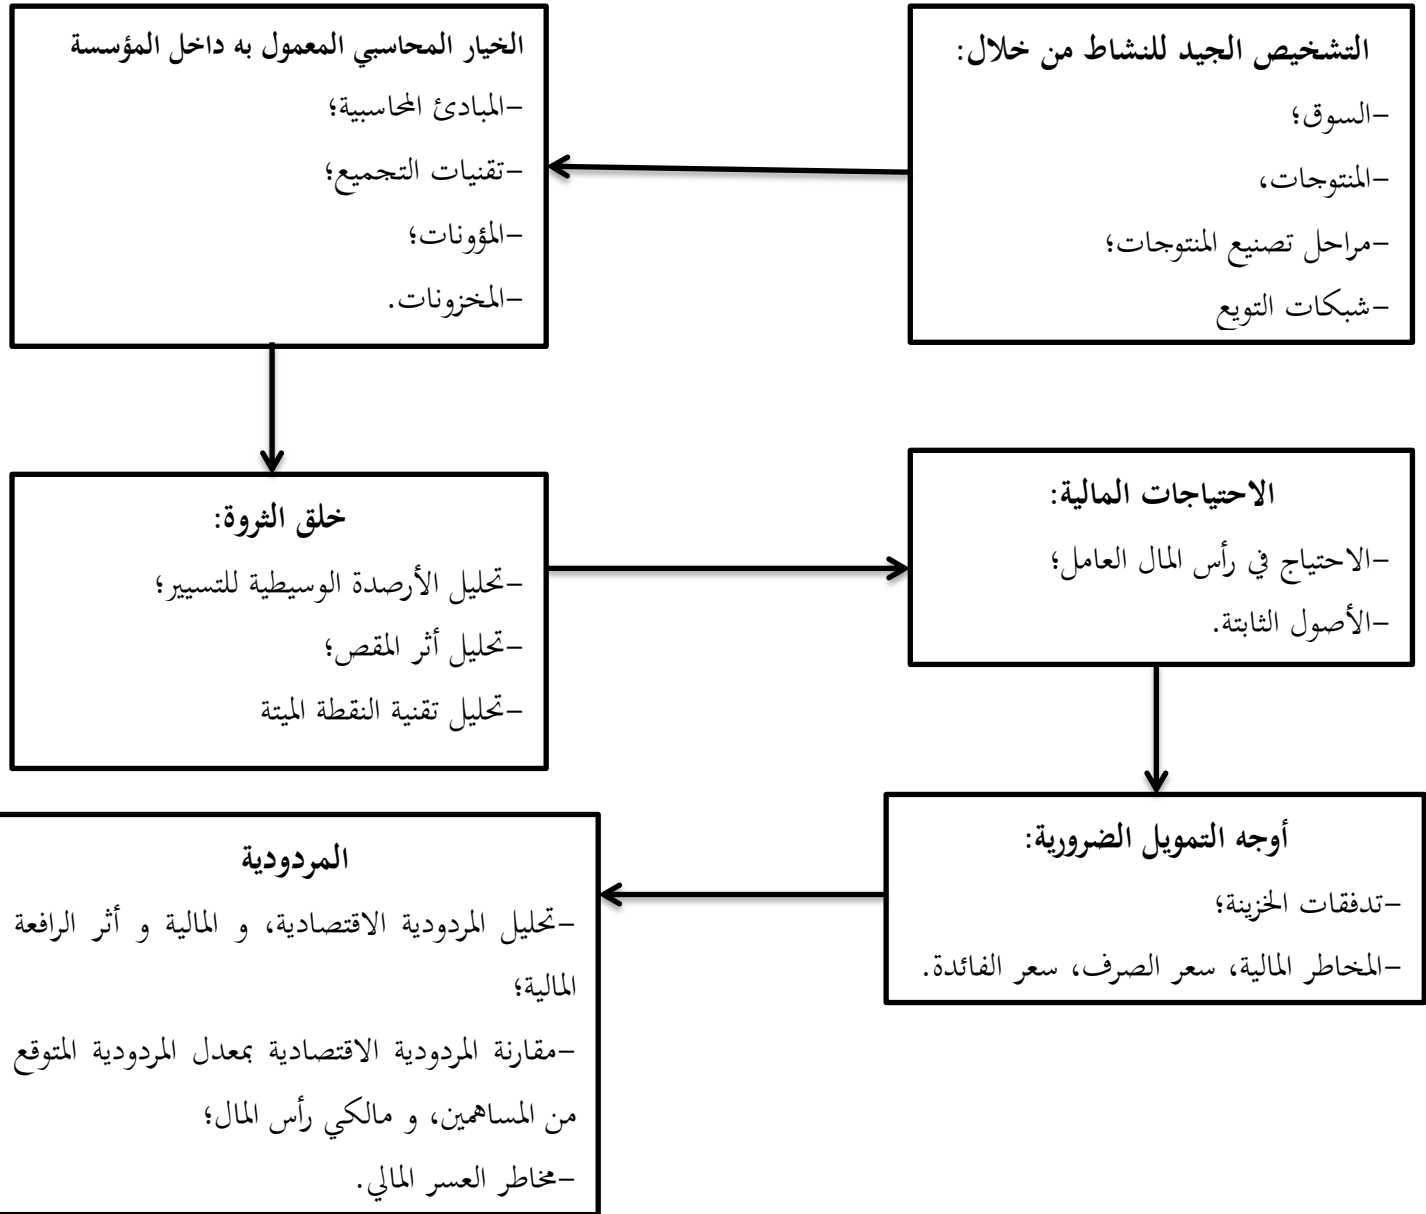 التشخيص الجيد للنشاط من خلال:
-السوق؛
-المنتوجات،
-مراحل تصنيع المنتوجات؛
-شبكات التويع
الخيار المحاسبي المعمول به داخل المؤسسة
-المبادئ المحاسبية؛
-تقنيات التجميع؛
-المؤونات؛
-المخزونات.
خلق الثروة:
-تحليل الأرصدة الوسيطية للتسيير؛
-تحليل أثر المقص؛
-تحليل تقنية النقطة الميتة
الاحتياجات المالية:
-الاحتياج في رأس المال العامل؛
-الأصول الثابتة.
أوجه التمويل الضرورية:
-تدفقات الخزينة؛
-المخاطر المالية، سعر الصرف، سعر الفائدة.
المردودية
-تحليل المردودية الاقتصادية، و المالية و أثر الرافعة
المالية؛
-مقارنة المردودية الاقتصادية بمعدل المردودية المتوقع
من المساهمين، و مالكي رأس المال؛
-مخاطر العسر المالي.